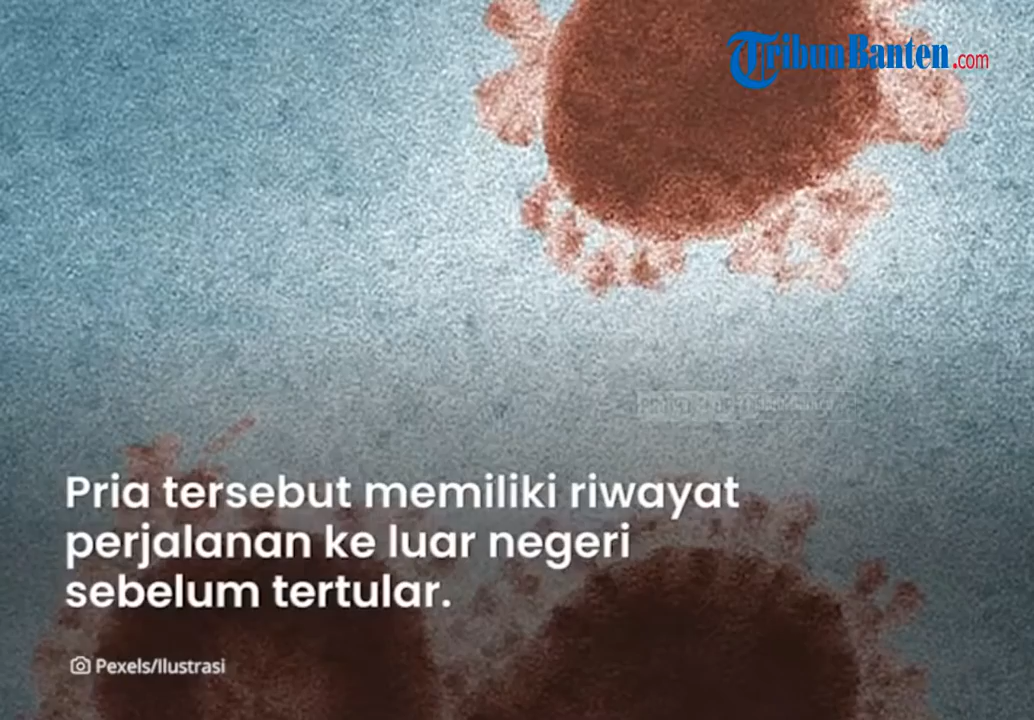 TribunBanten.com
Pria tersebut memiliki riwayat
perjalanan ke luar negeri
sebelum tertular.
Pexels/Ilustrasi